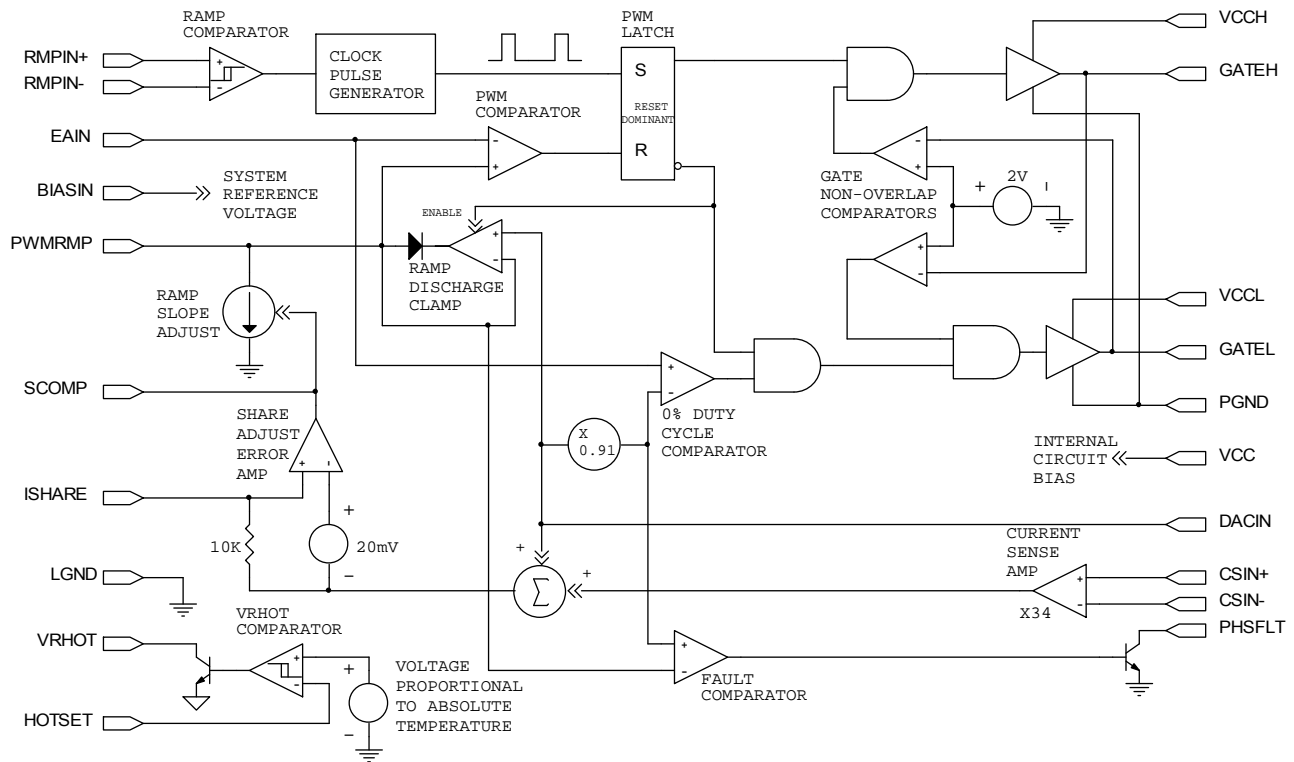 RAMP
COMPARATOR
RMPIN+
RMPIN-
+
-
CLOCK
PULSE
GENERATOR
PWM
LATCH
S
RESET
DOMINANT
R
VCCH
GATEH
PWM
COMPARATOR
EAIN
-
+
BIASIN
SYSTEM
REFERENCE
VOLTAGE
-
+
GATE
NON-OVERLAP
COMPARATORS
+
2V
-
ENABLE
PWMRMP
+
-
RAMP
DISCHARGE
CLAMP
+
-
RAMP
SLOPE
ADJUST
VCCL
GATEL
PGND
SCOMP
+
-
0% DUTY
CYCLE
COMPARATOR
SHARE
ADJUST
ERROR
AMP
+
-
X
0.91
INTERNAL
CIRCUIT
BIAS
VCC
ISHARE
10K
+
20mV
-
DACIN
CURRENT
SENSE
AMP
+
Σ
+
X34
+
-
CSIN+
CSIN-
LGND
VRHOT
COMPARATOR
VRHOT
+
-
HOTSET
+
-
VOLTAGE
PROPORTIONAL
TO ABSOLUTE
TEMPERATURE
+
-
FAULT
COMPARATOR
PHSFLT